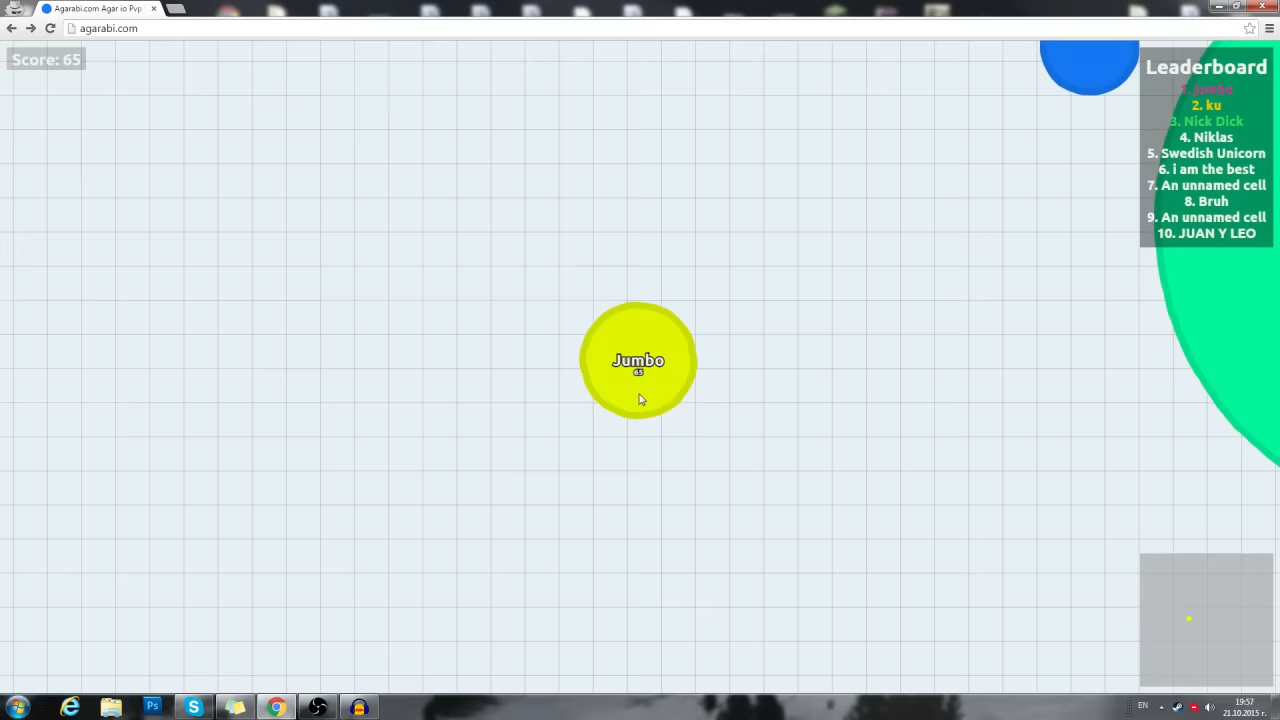 Agarabi.com Agar io Pvp
agarabi.com
Score: 65
Leaderboard
1. Jumbo
2. ku
3. Nick Dick
4. Niklas
5. Swedish Unicorn
6. i am the best
7. An unnamed cell
8. Bruh
9. An unnamed cell
10. JUAN Y LEO
Jumbo
65
Ps
EN
19:57
21.10.2015 г.